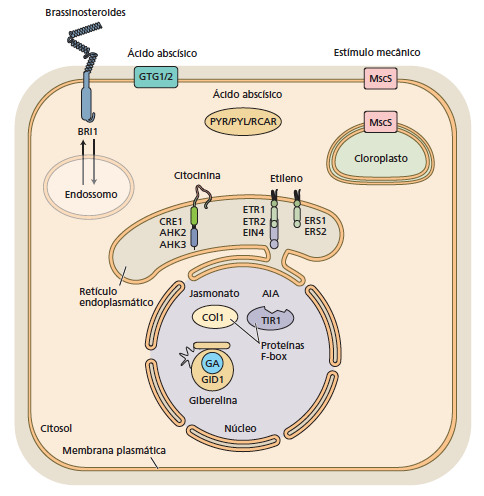 Brassinosteroides
Ácido abscísico
Estímulo mecânico
GTG1/2
MscS
Ácido abscísico
PYR/PYL/RCAR
MscS
BRI1
Cloroplasto
Endossomo
Citocinina
Etileno
CRE1
AHK2
AHK3
ETR1
ETR2
EIN4
ERS1
ERS2
Retículo
endoplasmático
Jasmonato
AIA
COI1
TIR1
Proteínas
F-box
GA
GID1
Giberelina
Núcleo
Citosol
Membrana plasmática